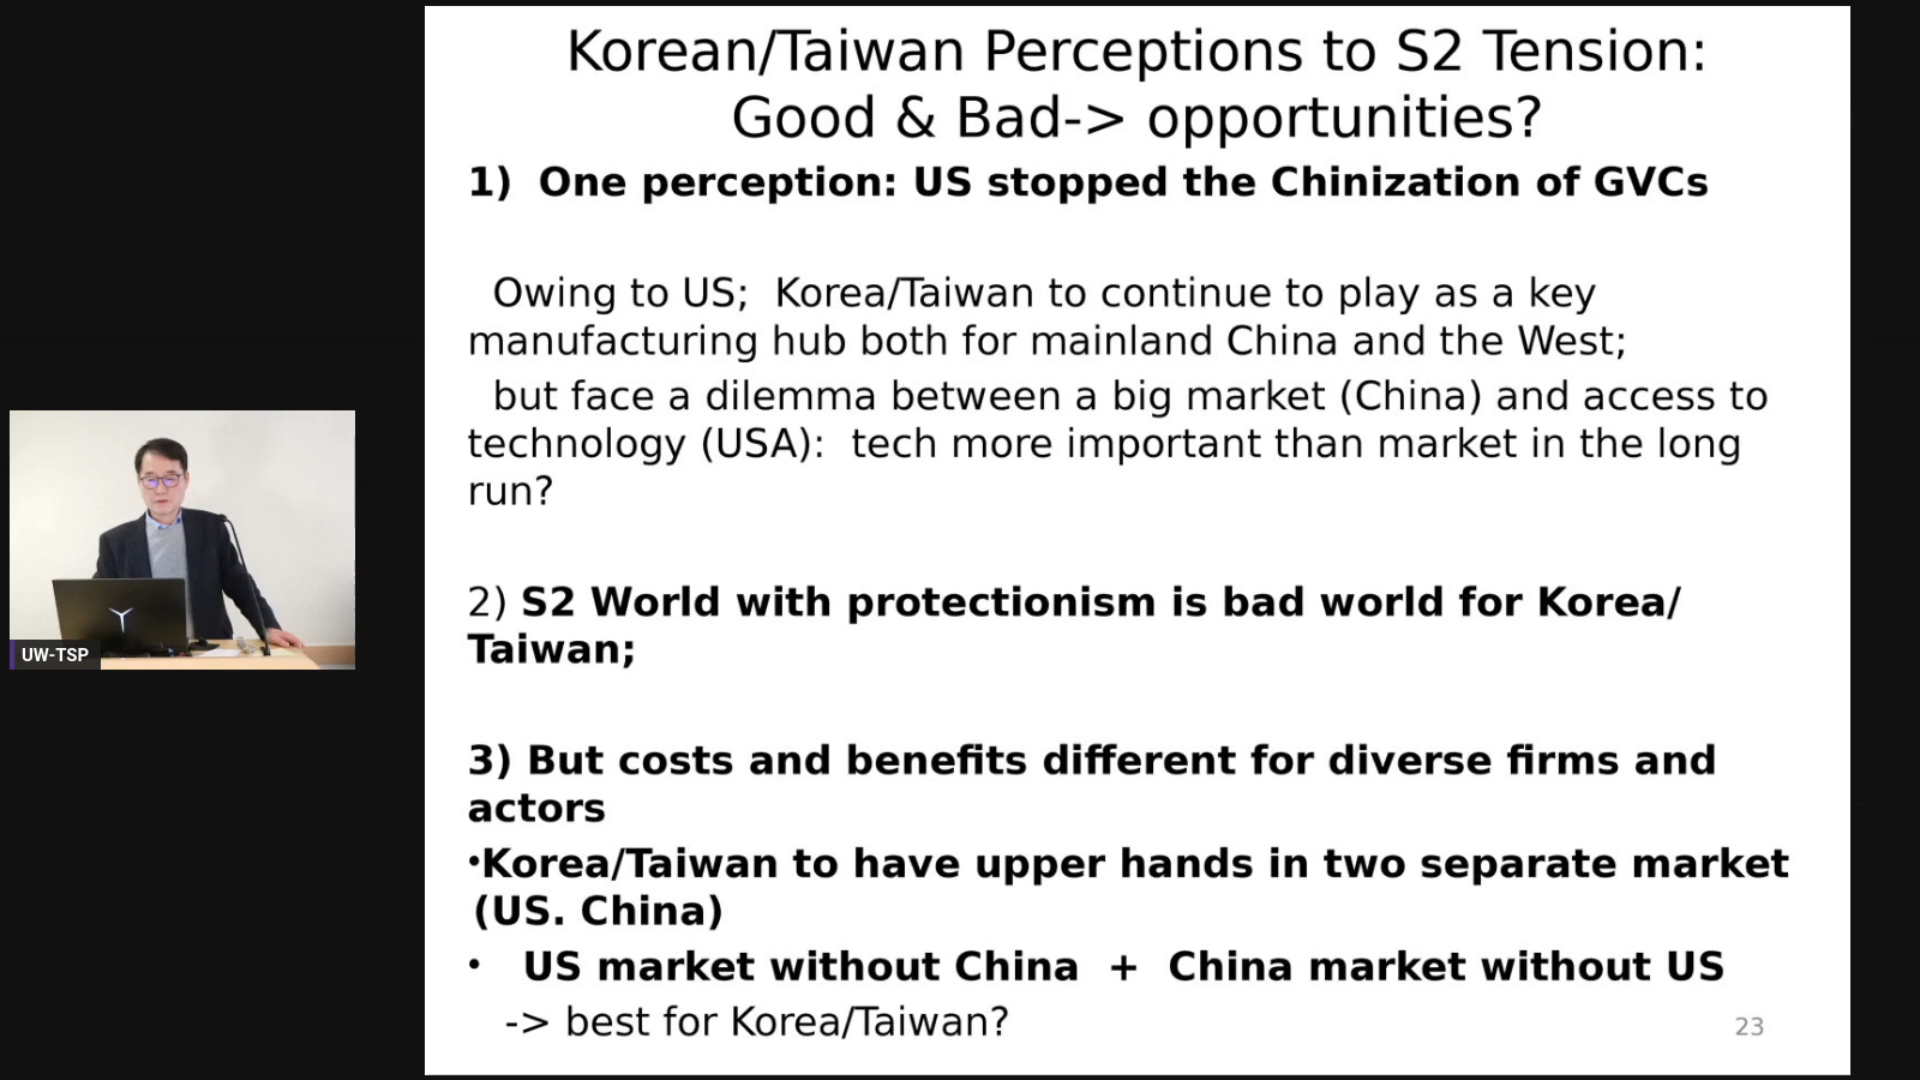 Korean/Taiwan Perceptions to S2 Tension:
Good & Bad-> opportunities?
1)  One perception: US stopped the Chinization of GVCs
Owing to US;  Korea/Taiwan to continue to play as a key
manufacturing hub both for mainland China and the West;
but face a dilemma between a big market (China) and access to
technology (USA):  tech more important than market in the long
run?
2) S2 World with protectionism is bad world for Korea/
Taiwan;
3) But costs and benefits different for diverse firms and
actors
•Korea/Taiwan to have upper hands in two separate market
(US. China)
•   US market without China  +  China market without US
-> best for Korea/Taiwan?
23
UW-TSP